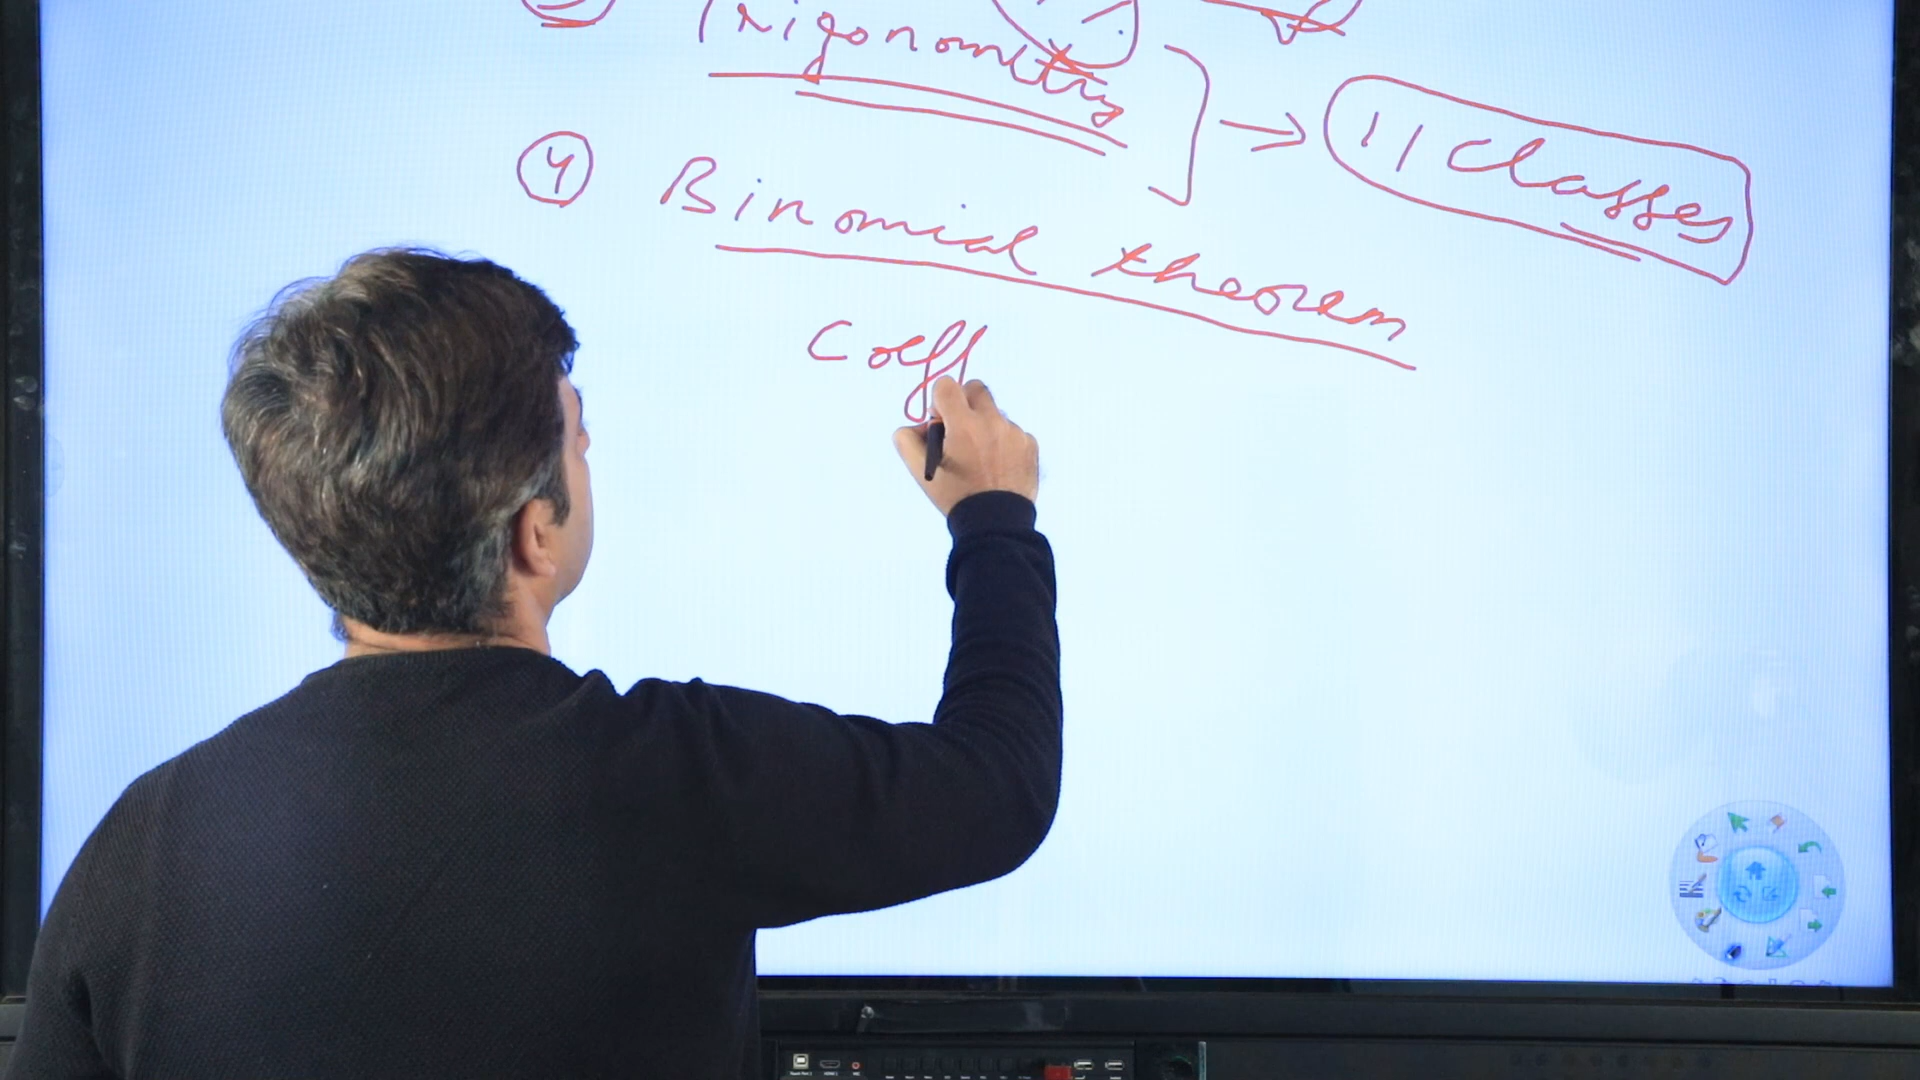 Trigonometry
11 Classes
4 Binomial theorem
Coeff